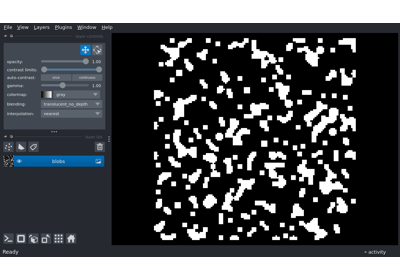 File View Layers Plugins Window Help
opacity: 1.00
contrast limits:
auto-contrast: once continuous
gamma: 1.00
colormap: gray
blending: translucent_no_depth
interpolation: nearest
blobs
Ready
activity